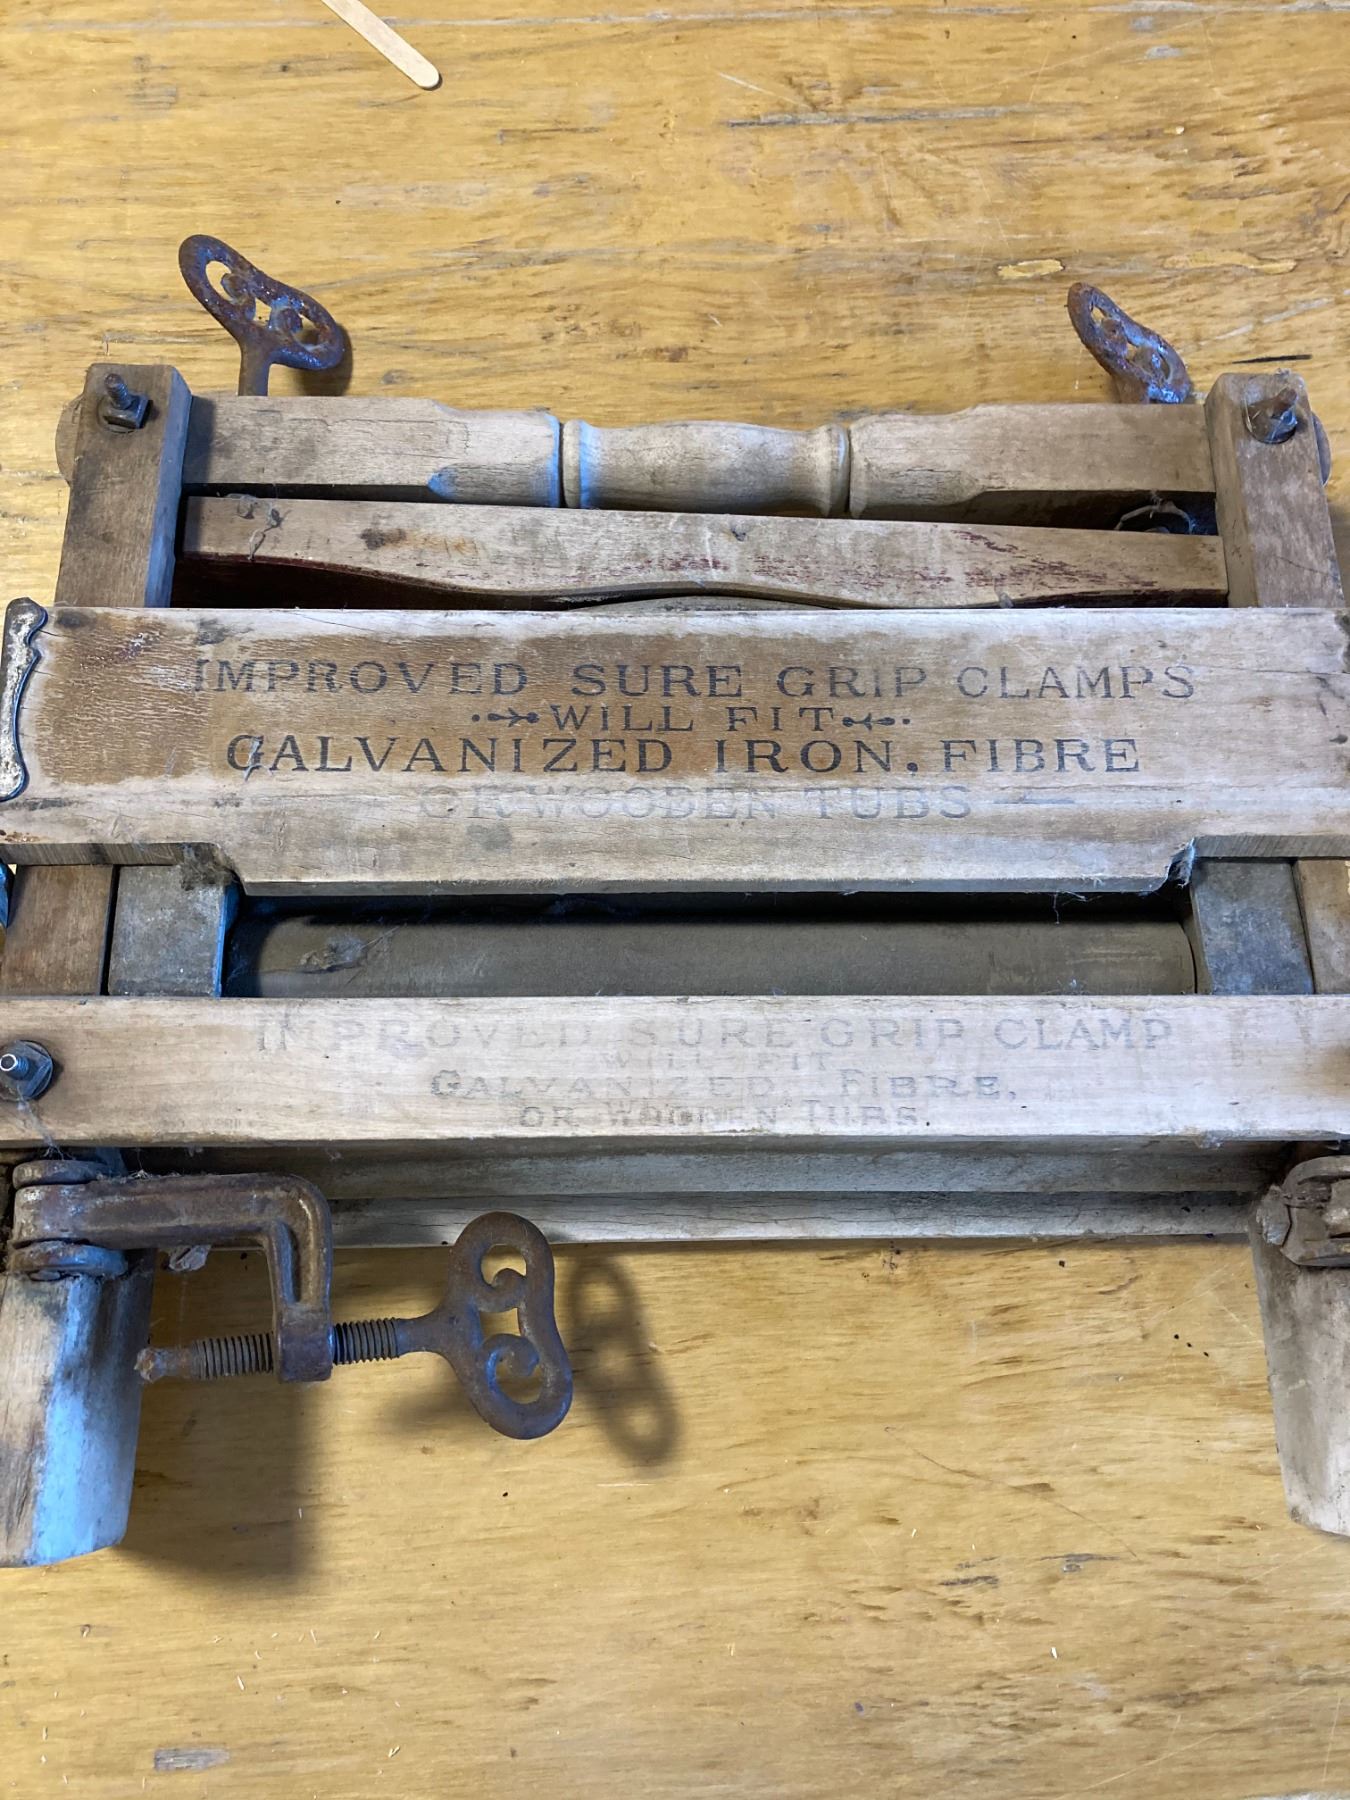 IMPROVED SURE GRIP CLAMPS
WILL FIT
GALVANIZED IRON, FIBRE
OR WOODEN TUBS
IMPROVED SURE GRIP CLAMP
WILL FIT
GALVANIZED, FIBRE,
OR WOODEN TUBS.